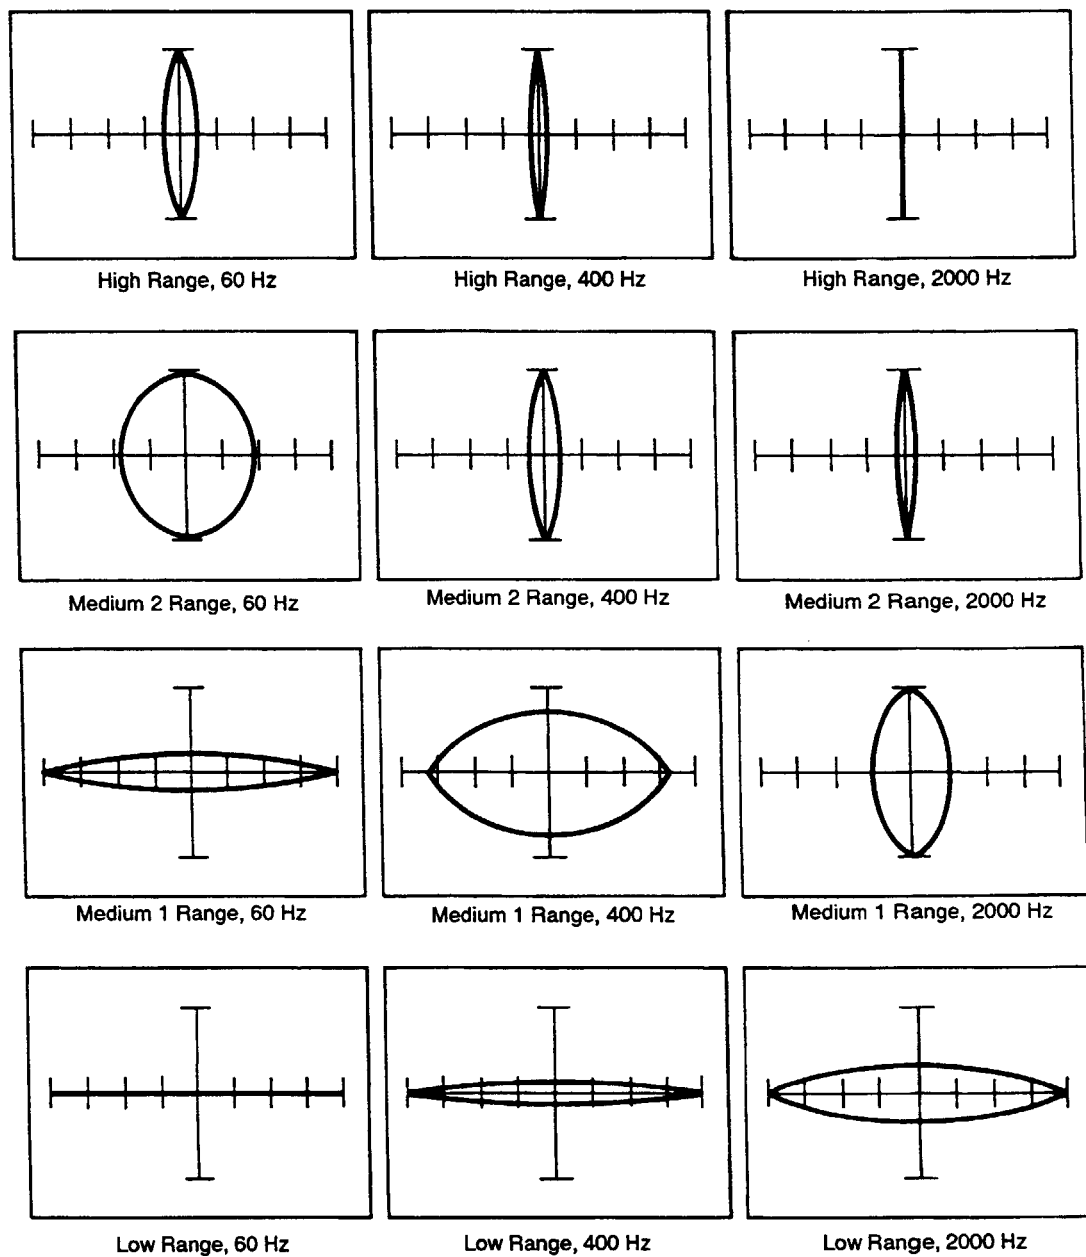 High Range, 60 Hz
High Range, 400 Hz
High Range, 2000 Hz
Medium 2 Range, 60 Hz
Medium 2 Range, 400 Hz
Medium 2 Range, 2000 Hz
Medium 1 Range, 60 Hz
Medium 1 Range, 400 Hz
Medium 1 Range, 2000 Hz
Low Range, 60 Hz
Low Range, 400 Hz
Low Range, 2000 Hz